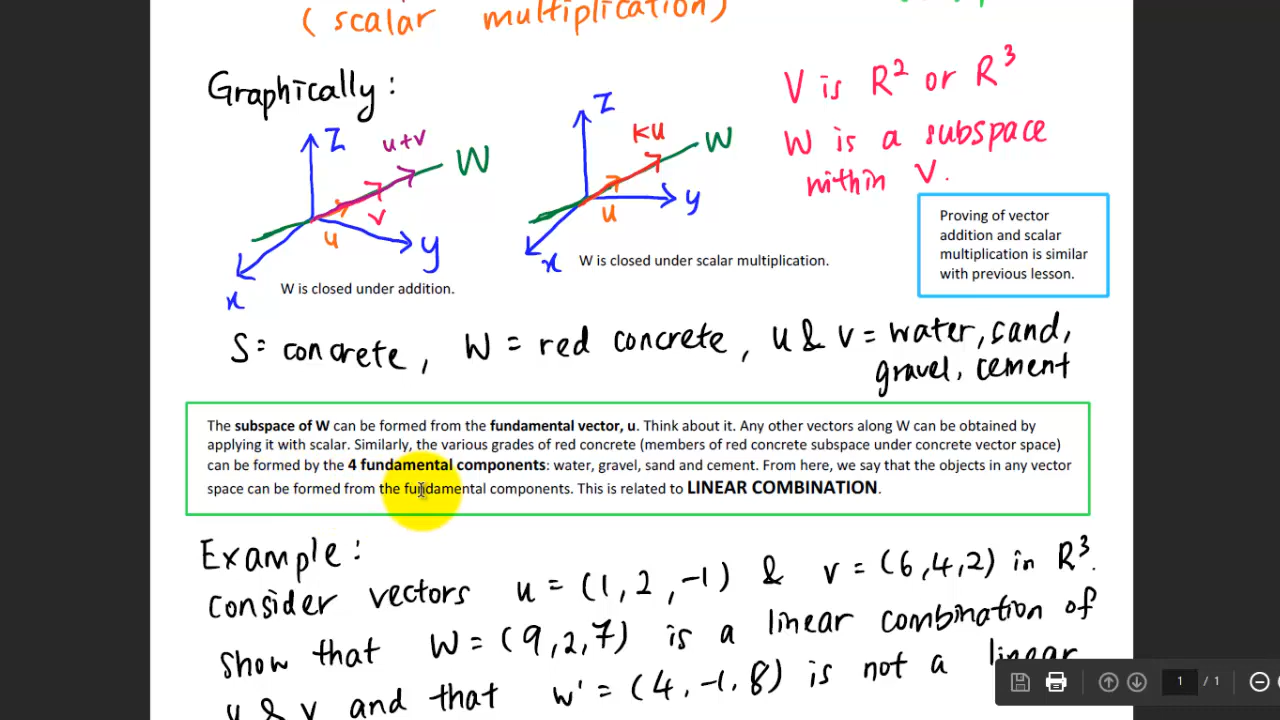 (scalar multiplication)
Graphically:
Z
u+v
W
v
u
y
x
W is closed under addition.
Z
ku
W
u
y
x
W is closed under scalar multiplication.
V is R² or R³
W is a subspace
within V.
Proving of vector
addition and scalar
multiplication is similar
with previous lesson.
S = concrete, W = red concrete, u & v = water, sand,
gravel, cement
The subspace of W can be formed from the fundamental vector, u. Think about it. Any other vectors along W can be obtained by
applying it with scalar. Similarly, the various grades of red concrete (members of red concrete subspace under concrete vector space)
can be formed by the 4 fundamental components: water, gravel, sand and cement. From here, we say that the objects in any vector
space can be formed from the fundamental components. This is related to LINEAR COMBINATION.
Example:
Consider vectors u = (1, 2, -1) & v = (6, 4, 2) in R³.
Show that W = (9, 2, 7) is a linear combination of
u & v and that w' = (4, -1, 8) is not a linear
1 / 1